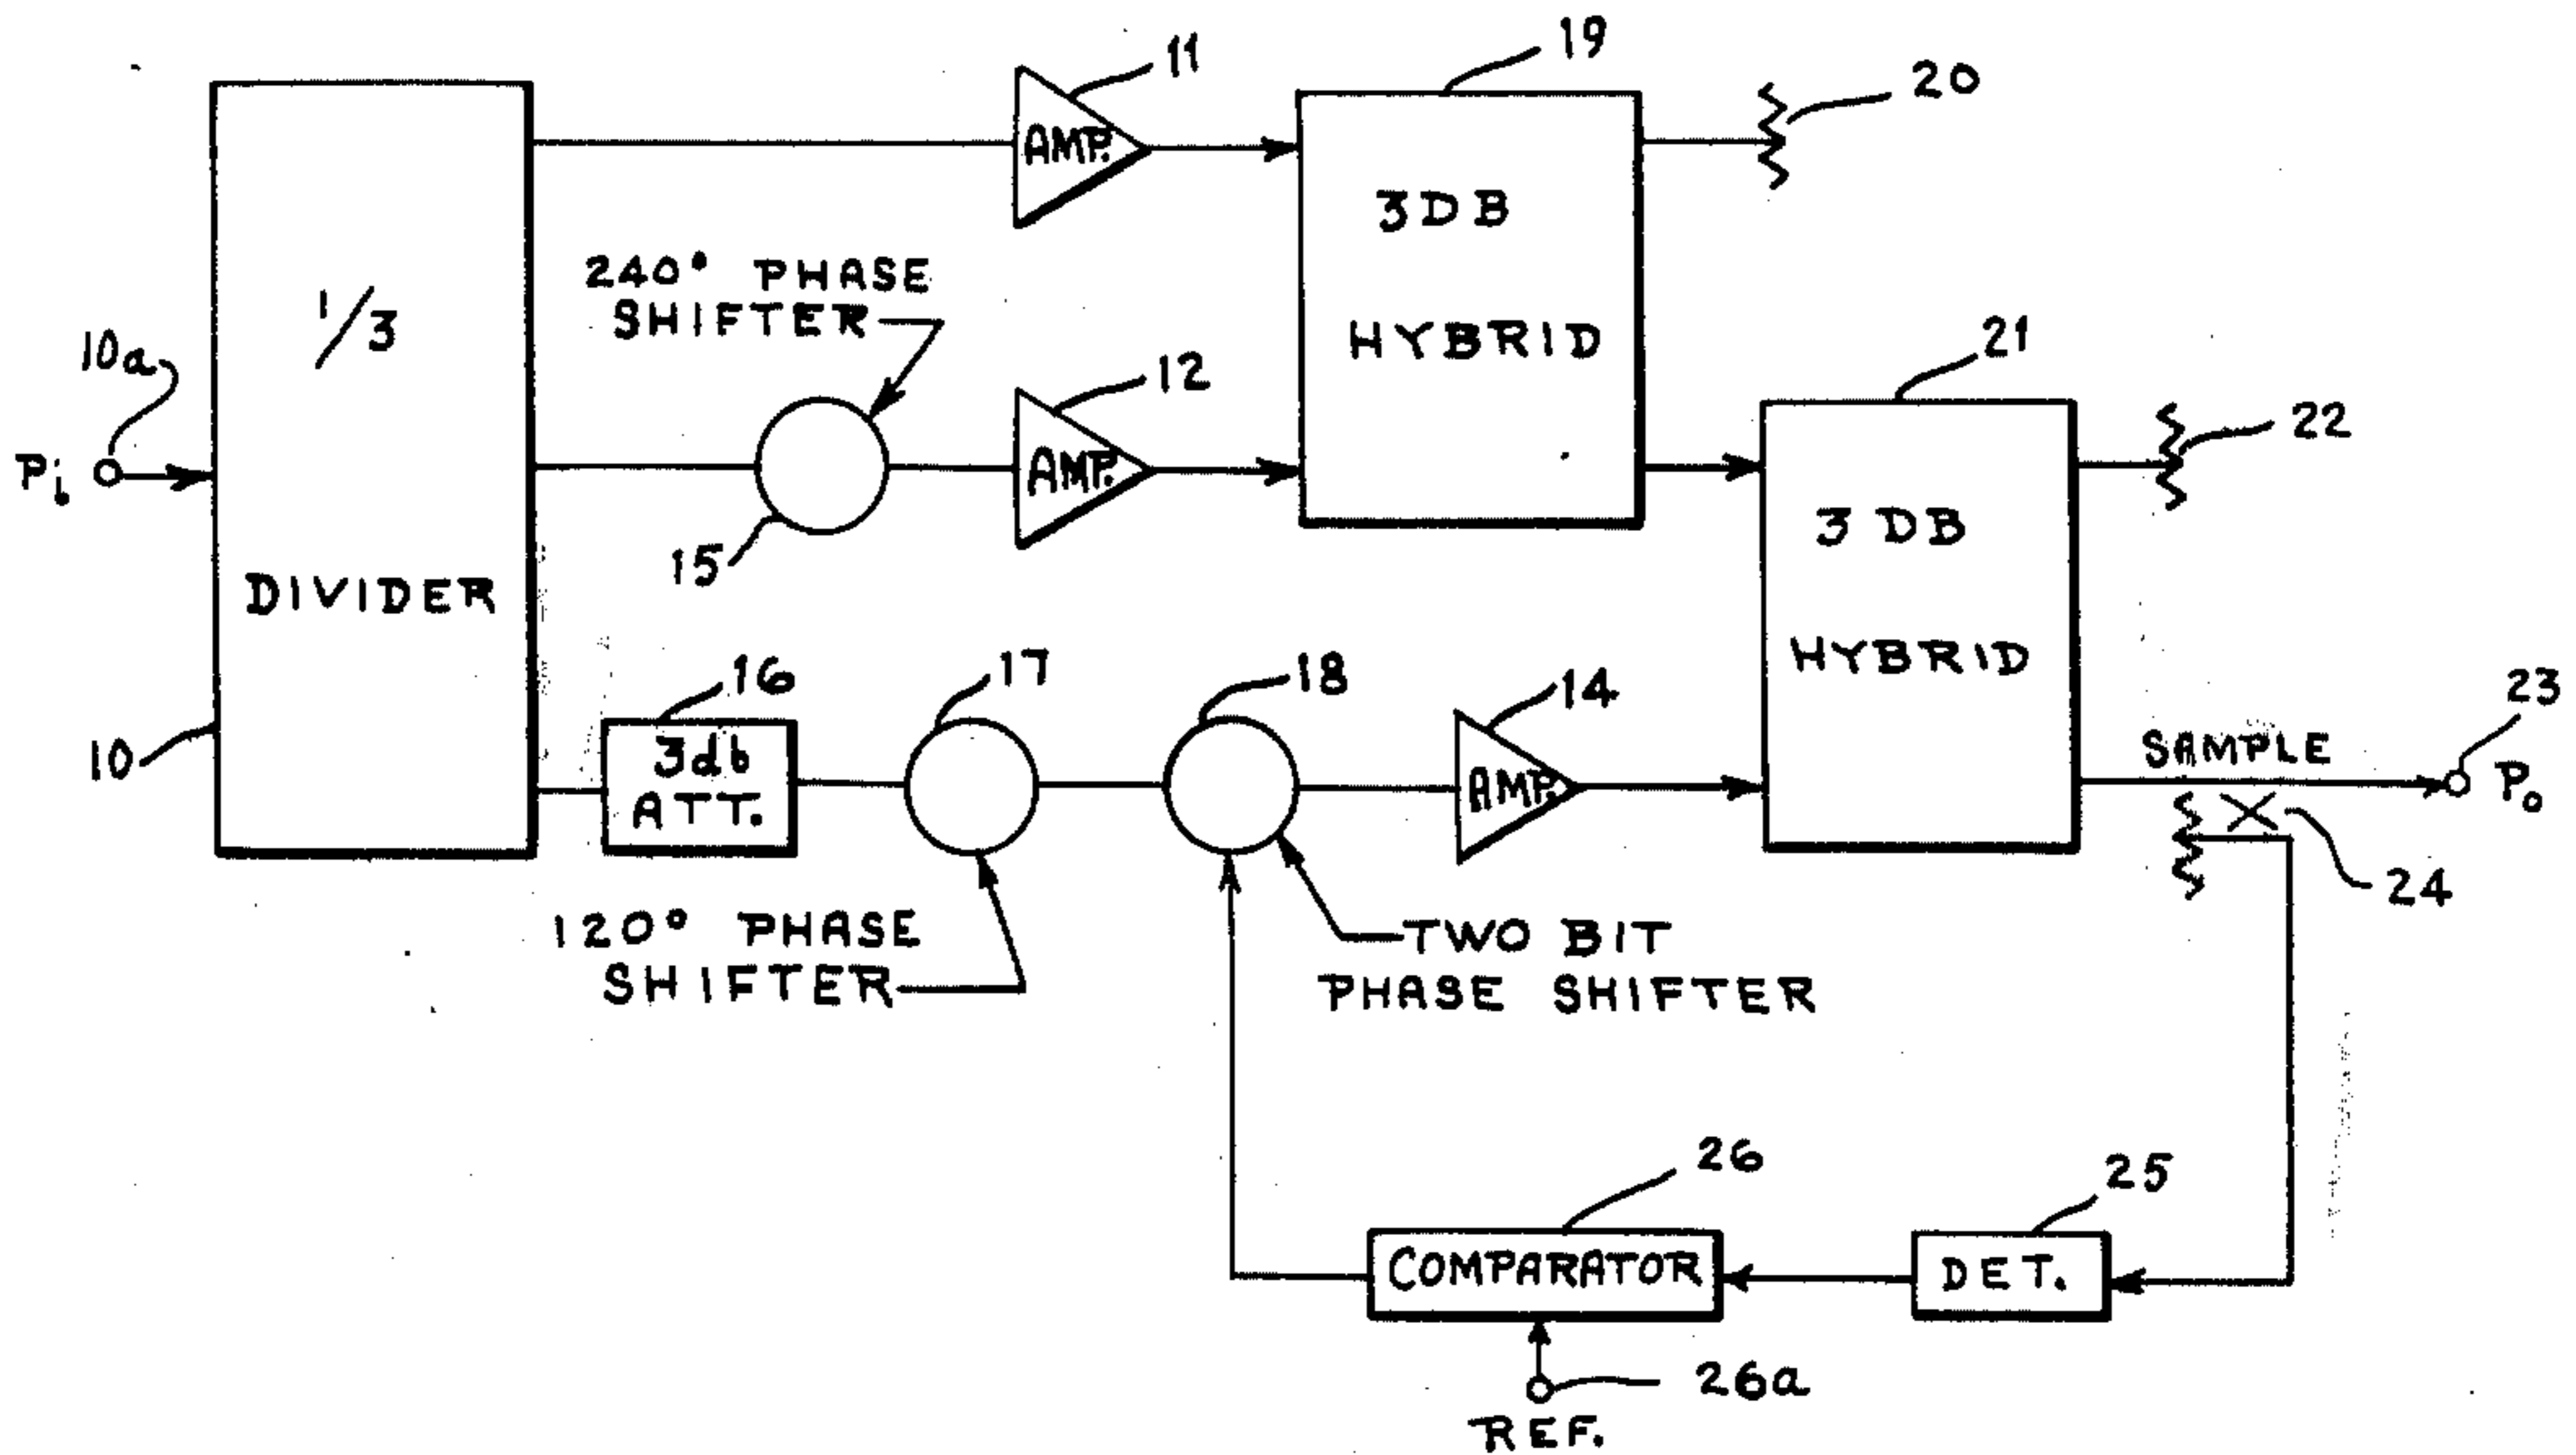 11
19
20
AMP.
3DB
HYBRID
240° PHASE
SHIFTER
1/3
DIVIDER
10a
Pi
12
AMP.
15
21
22
3 DB
HYBRID
16
17
18
14
23
3db
ATT.
AMP.
SAMPLE
Po
10
24
120° PHASE
SHIFTER
TWO BIT
PHASE SHIFTER
26
25
COMPARATOR
DET.
26a
REF.